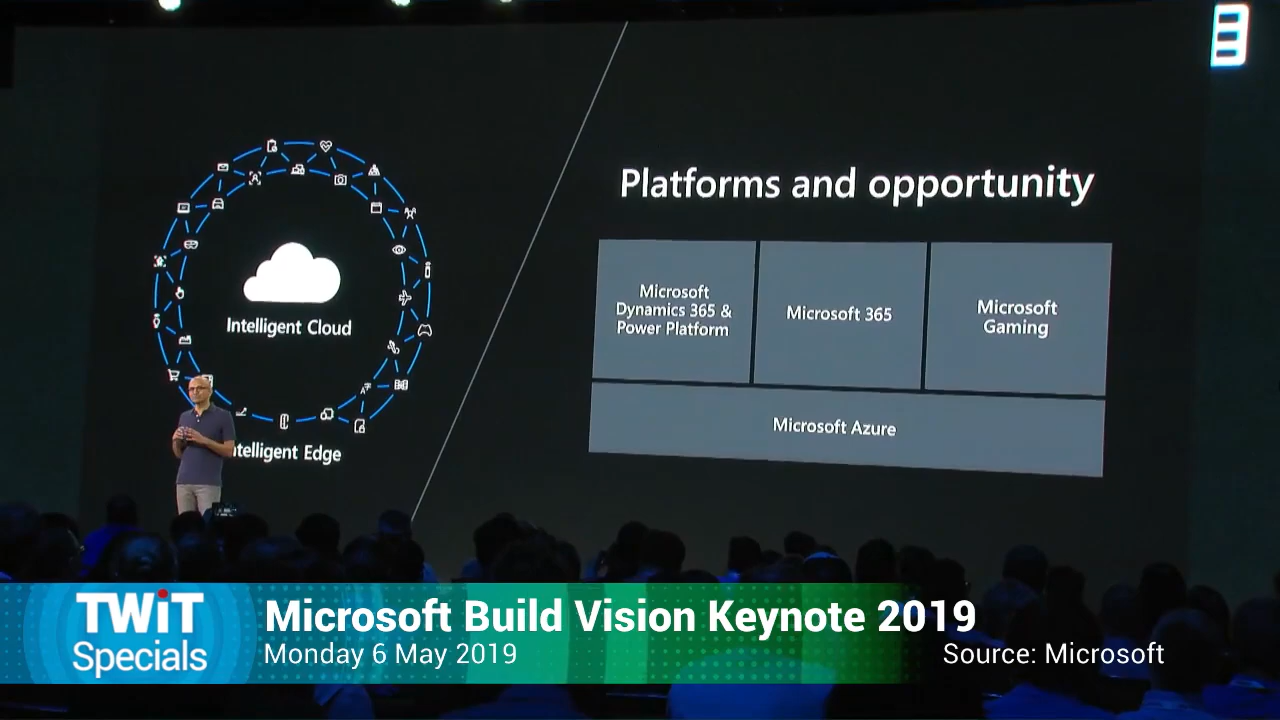 Platforms and opportunity
Intelligent Cloud
ntelligent Edge
Microsoft
Dynamics 365 &
Power Platform
Microsoft 365
Microsoft
Gaming
Microsoft Azure
TWiT
Specials
Microsoft Build Vision Keynote 2019
Monday 6 May 2019
Source: Microsoft